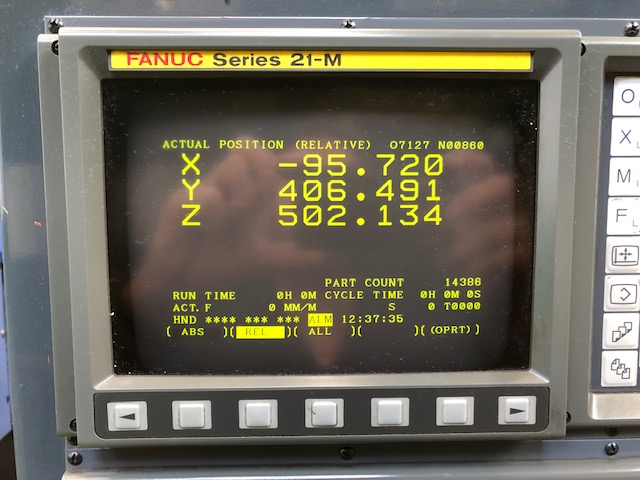 FANUC Series 21-M
ACTUAL POSITION (RELATIVE) O7127 N00860
X -95.720
Y 406.491
Z 502.134
PART COUNT 14386
RUN TIME 0H 0M CYCLE TIME 0H 0M 0S
ACT. F 0 MM/M S 0 T0000
HND **** *** *** ALM 12:37:35
( ABS )( REL )( ALL )( )( (OPRT) )
O
X
M
F L